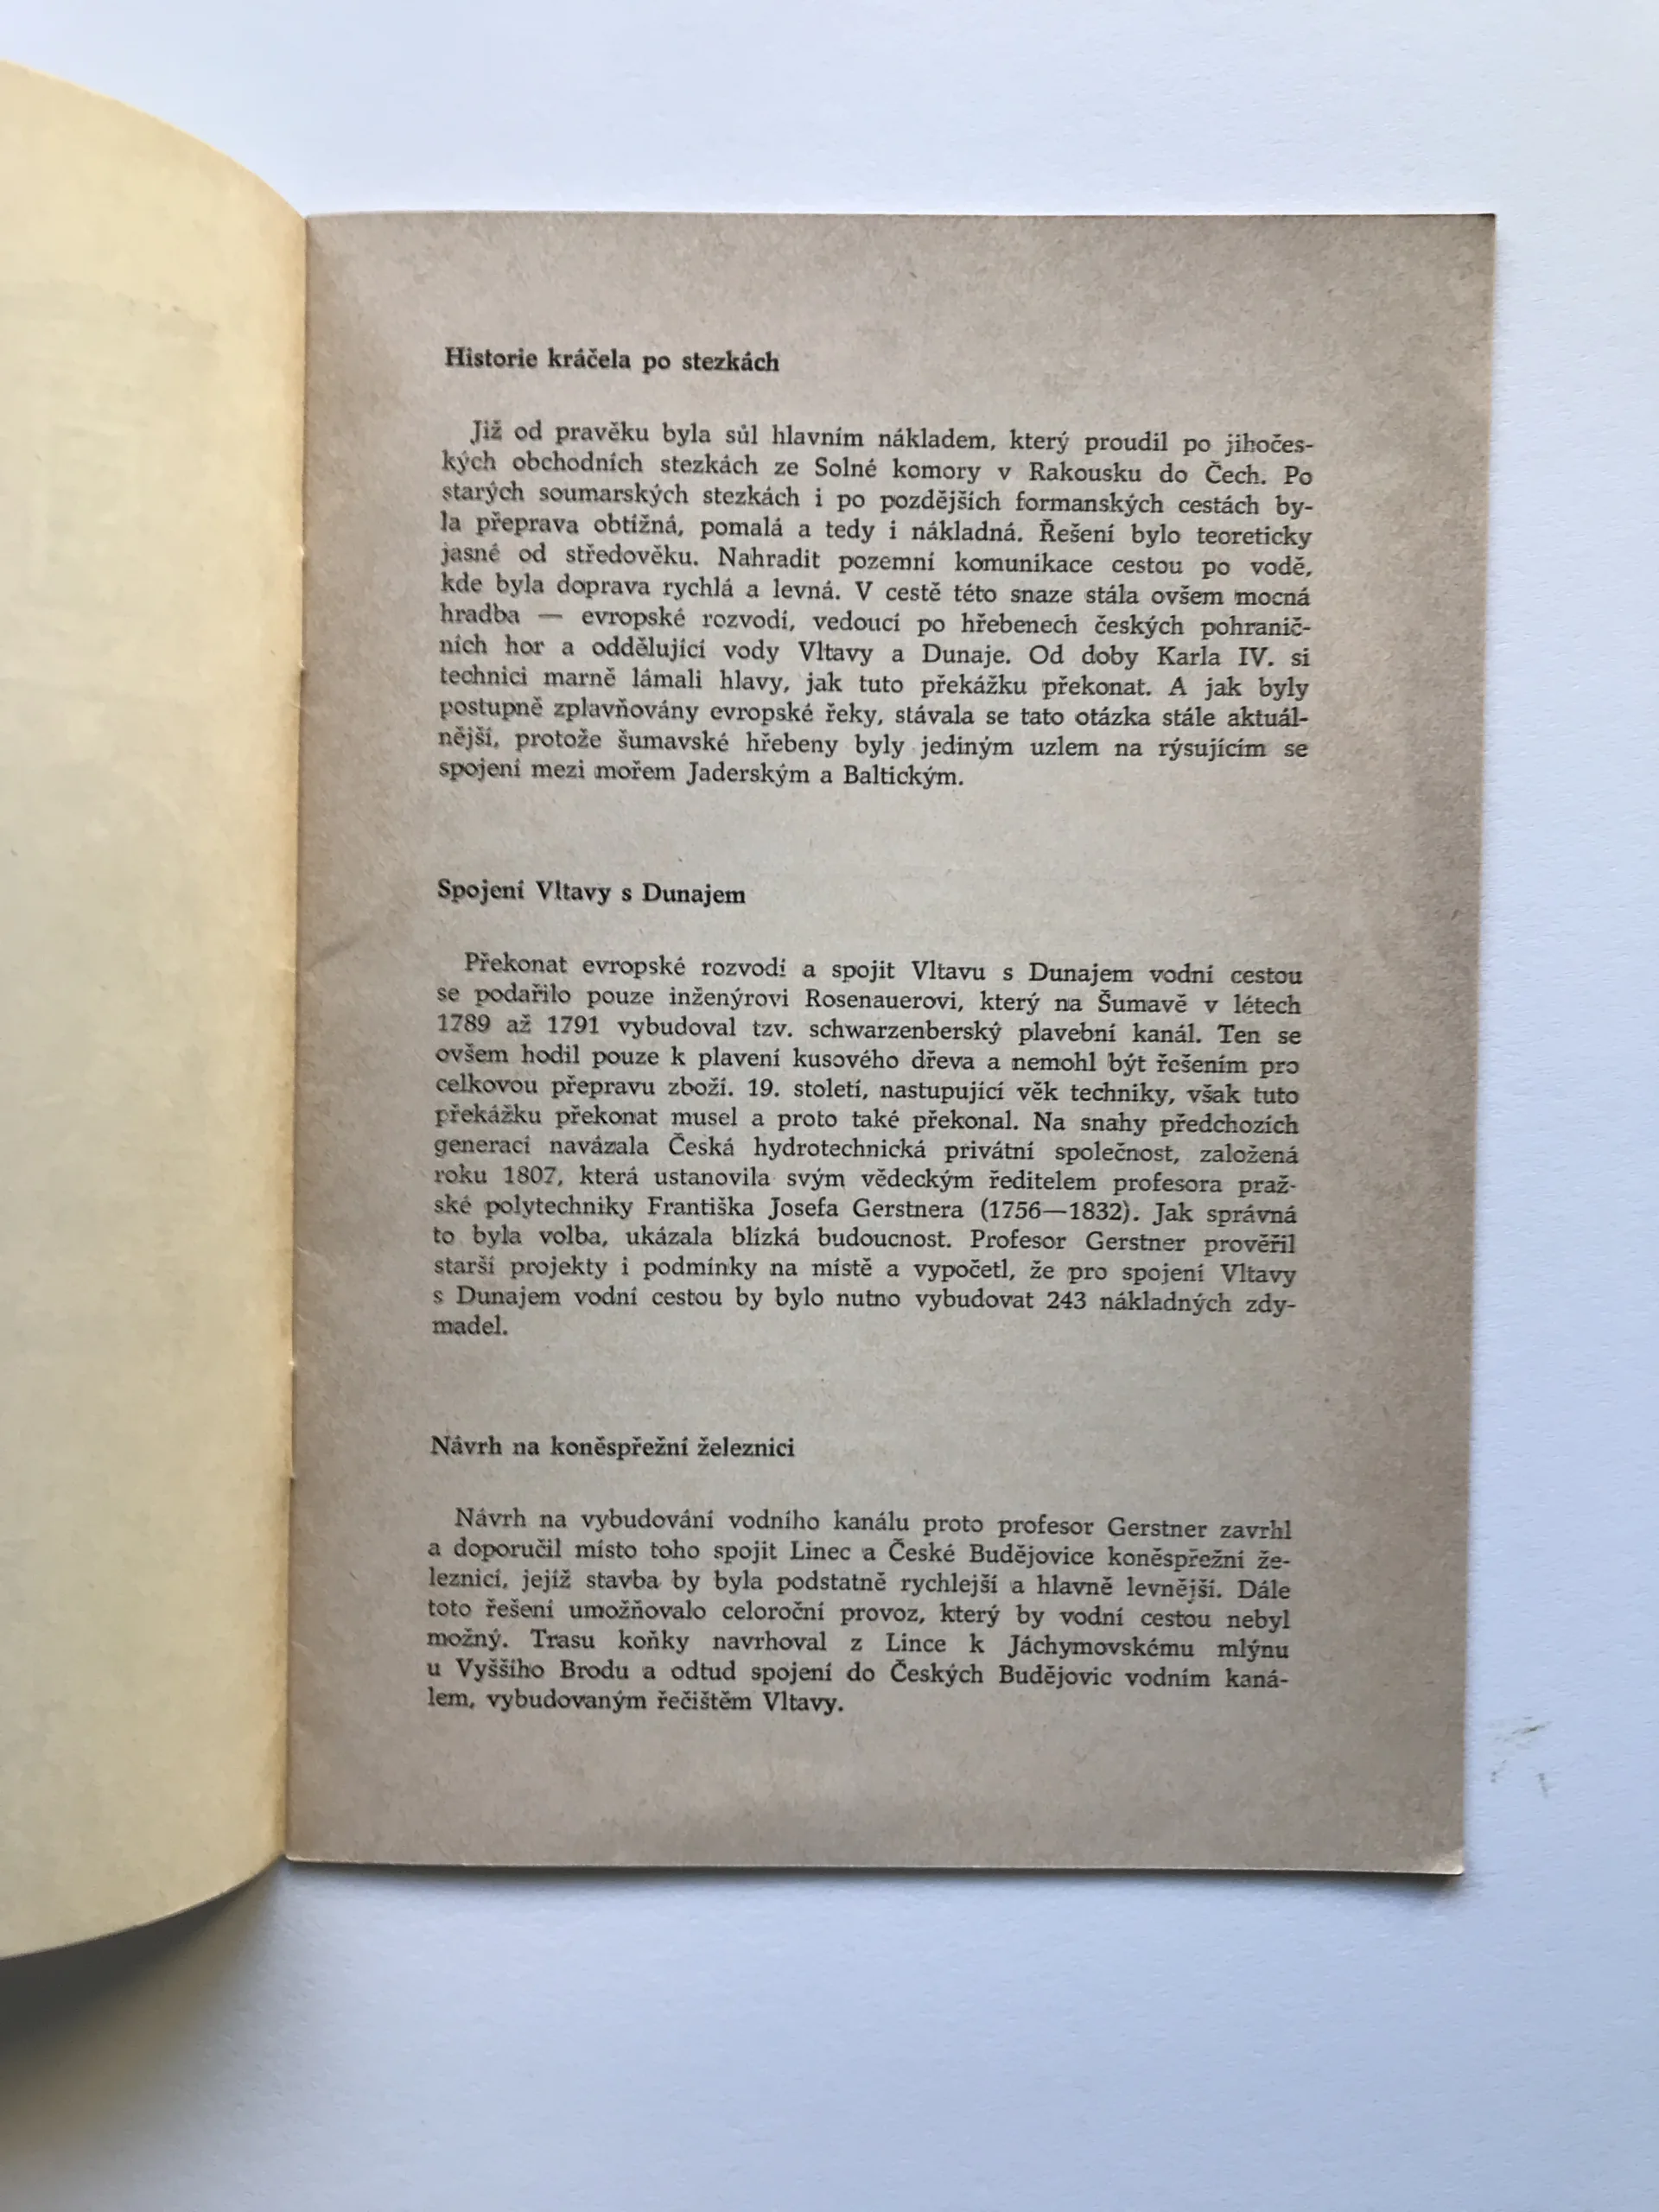 Historie kráčela po stezkách
Již od pravěku byla sůl hlavním nákladem, který proudil po jihočes-
kých obchodních stezkách ze Solné komory v Rakousku do Čech. Po
starých soumarských stezkách i po pozdějších formanských cestách by-
la přeprava obtížná, pomalá a tedy i nákladná. Řešení bylo teoreticky
jasné od středověku. Nahradit pozemní komunikace cestou po vodě,
kde byla doprava rychlá a levná. V cestě této snaze stála ovšem mocná
hradba — evropské rozvodí, vedoucí po hřebenech českých pohranič-
ních hor a oddělující vody Vltavy a Dunaje. Od doby Karla IV. si
technici marně lámali hlavy, jak tuto překážku překonat. A jak byly
postupně zplavňovány evropské řeky, stávala se tato otázka stále aktuál-
nější, protože šumavské hřebeny byly jediným uzlem na rýsujícím se
spojení mezi mořem Jaderským a Baltickým.
Spojení Vltavy s Dunajem
Překonat evropské rozvodí a spojit Vltavu s Dunajem vodní cestou
se podařilo pouze inženýrovi Rosenauerovi, který na Šumavě v létech
1789 až 1791 vybudoval tzv. schwarzenberský plavební kanál. Ten se
ovšem hodil pouze k plavení kusového dřeva a nemohl být řešením pro
celkovou přepravu zboží. 19. století, nastupující věk techniky, však tuto
překážku překonat musel a proto také překonal. Na snahy předchozích
generací navázala Česká hydrotechnická privátní společnost, založená
roku 1807, která ustanovila svým vědeckým ředitelem profesora praž-
ské polytechniky Františka Josefa Gerstnera (1756—1832). Jak správná
to byla volba, ukázala blízká budoucnost. Profesor Gerstner prověřil
starší projekty i podmínky na místě a vypočetl, že pro spojení Vltavy
s Dunajem vodní cestou by bylo nutno vybudovat 243 nákladných zdy-
madel.
Návrh na koněspřežní železnici
Návrh na vybudování vodního kanálu proto profesor Gerstner zavrhl
a doporučil místo toho spojit Linec a České Budějovice koněspřežní že-
leznicí, jejíž stavba by byla podstatně rychlejší a hlavně levnější. Dále
toto řešení umožňovalo celoroční provoz, který by vodní cestou nebyl
možný. Trasu koňky navrhoval z Lince k Jáchymovskému mlýnu
u Vyššího Brodu a odtud spojení do Českých Budějovic vodním kaná-
lem, vybudovaným řečištěm Vltavy.